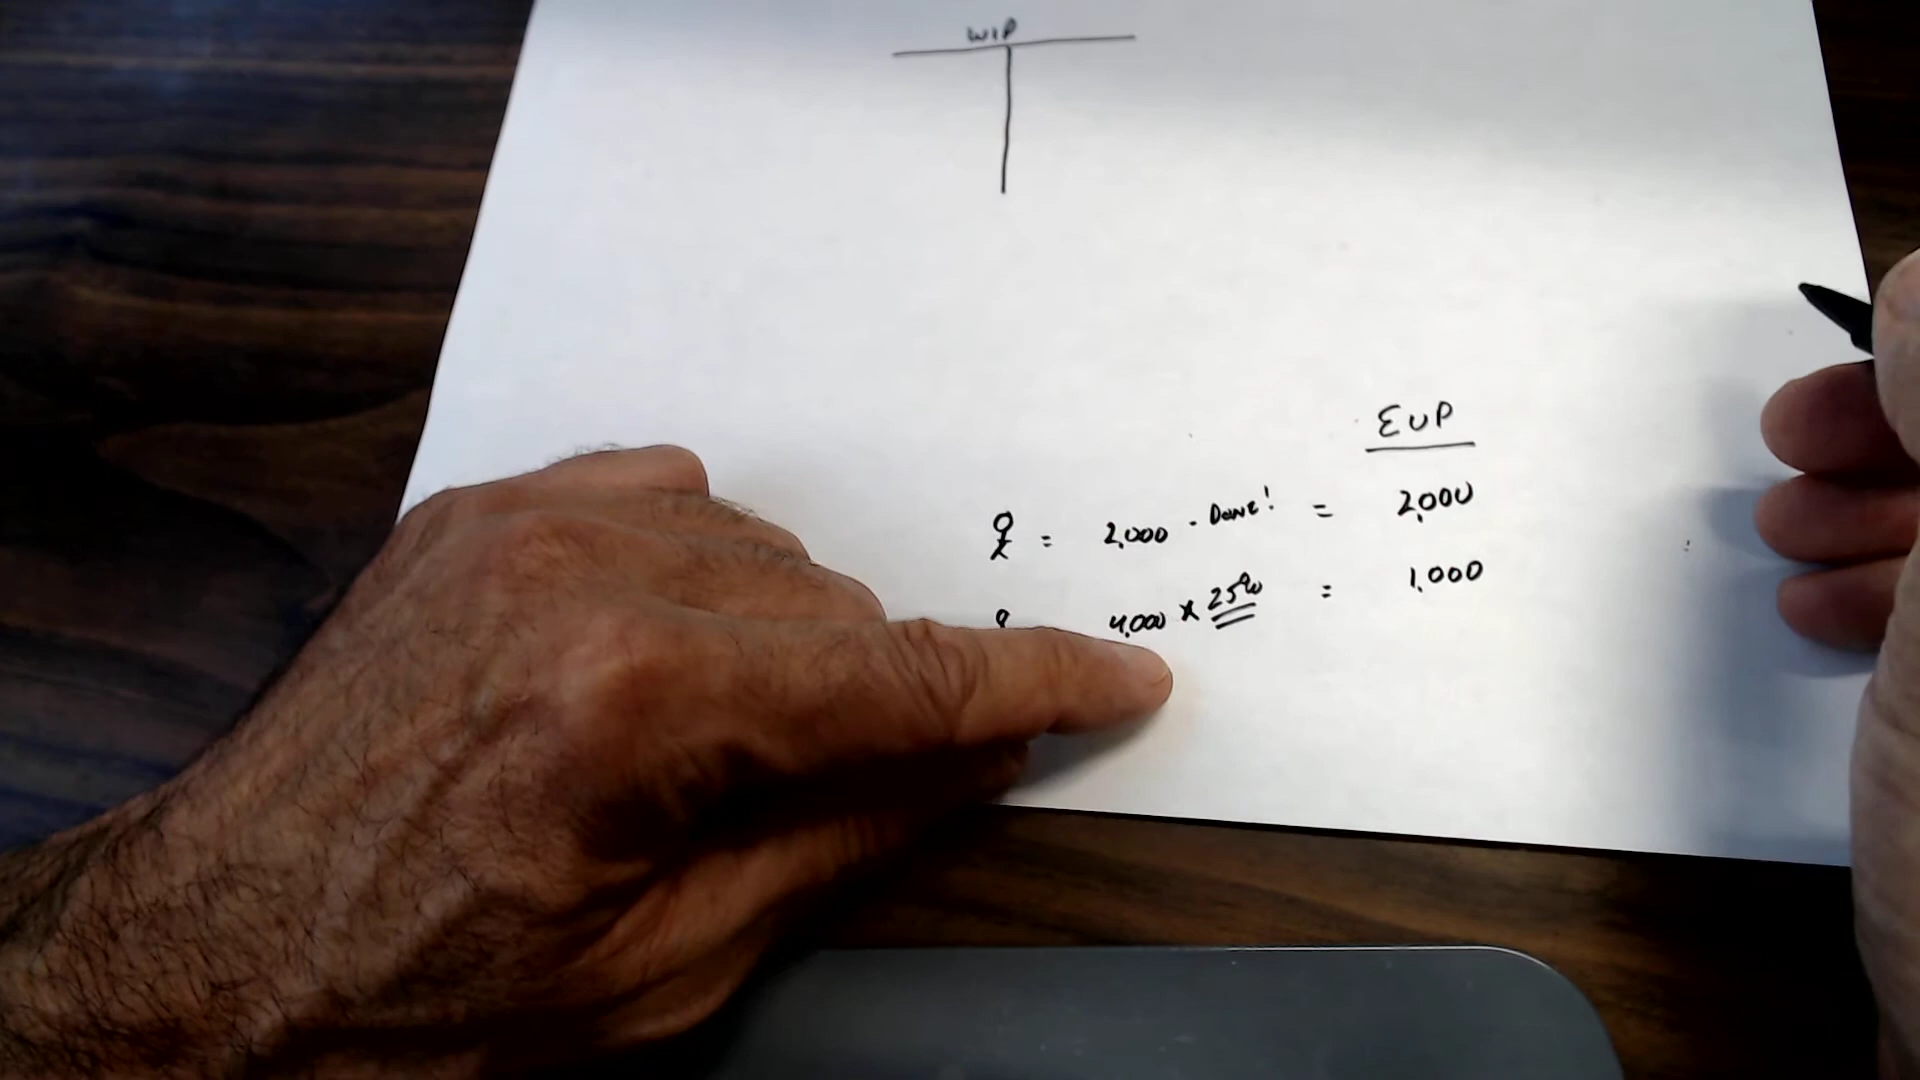 WIP
EUP
= 2,000 - Done! = 2,000
4,000 x 25% = 1,000